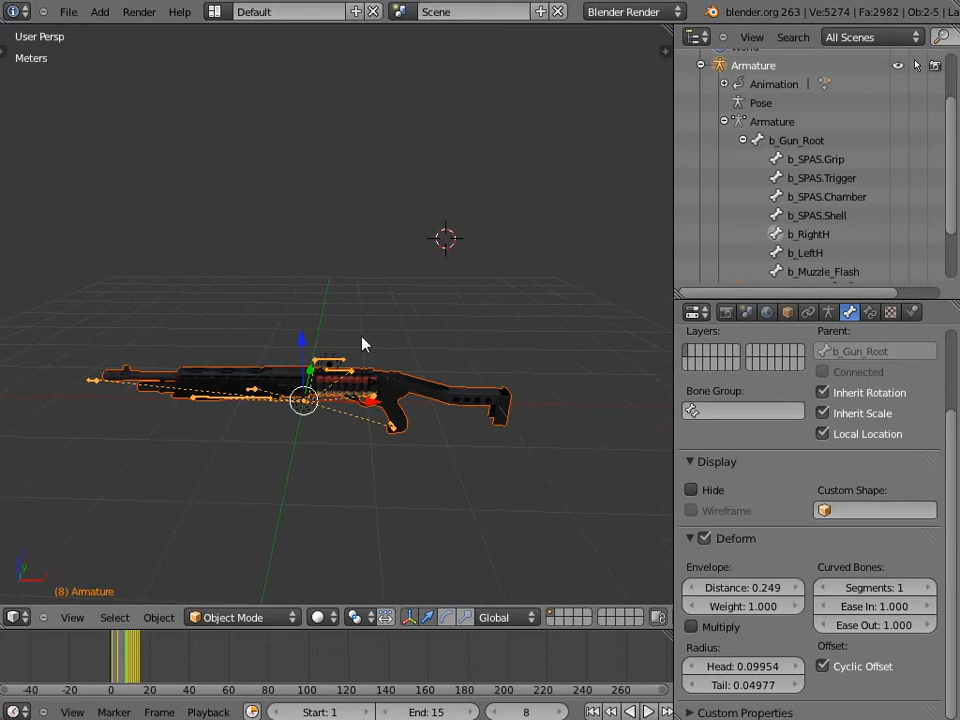 File Add Render Help Default Scene Blender Render blender.org 263 | Ve:5274 | Fa:2982 | Ob:2-5 | La
User Persp
Meters
View Search All Scenes
Armature
Animation
Pose
Armature
b_Gun_Root
b_SPAS.Grip
b_SPAS.Trigger
b_SPAS.Chamber
b_SPAS.Shell
b_RightH
b_LeftH
b_Muzzle_Flash
Layers: Parent:
b_Gun_Root
Connected
Bone Group: Inherit Rotation
Inherit Scale
Local Location
Display
Hide Custom Shape:
Wireframe
Deform
Envelope: Curved Bones:
Distance: 0.249 Segments: 1
Weight: 1.000 Ease In: 1.000
Multiply Ease Out: 1.000
Radius: Offset:
Head: 0.09954 Cyclic Offset
Tail: 0.04977
Custom Properties
y
(8) Armature
View Select Object Object Mode Global
-40 -20 0 20 40 60 80 100 120 140 160 180 200 220 240 260
View Marker Frame Playback Start: 1 End: 15 8